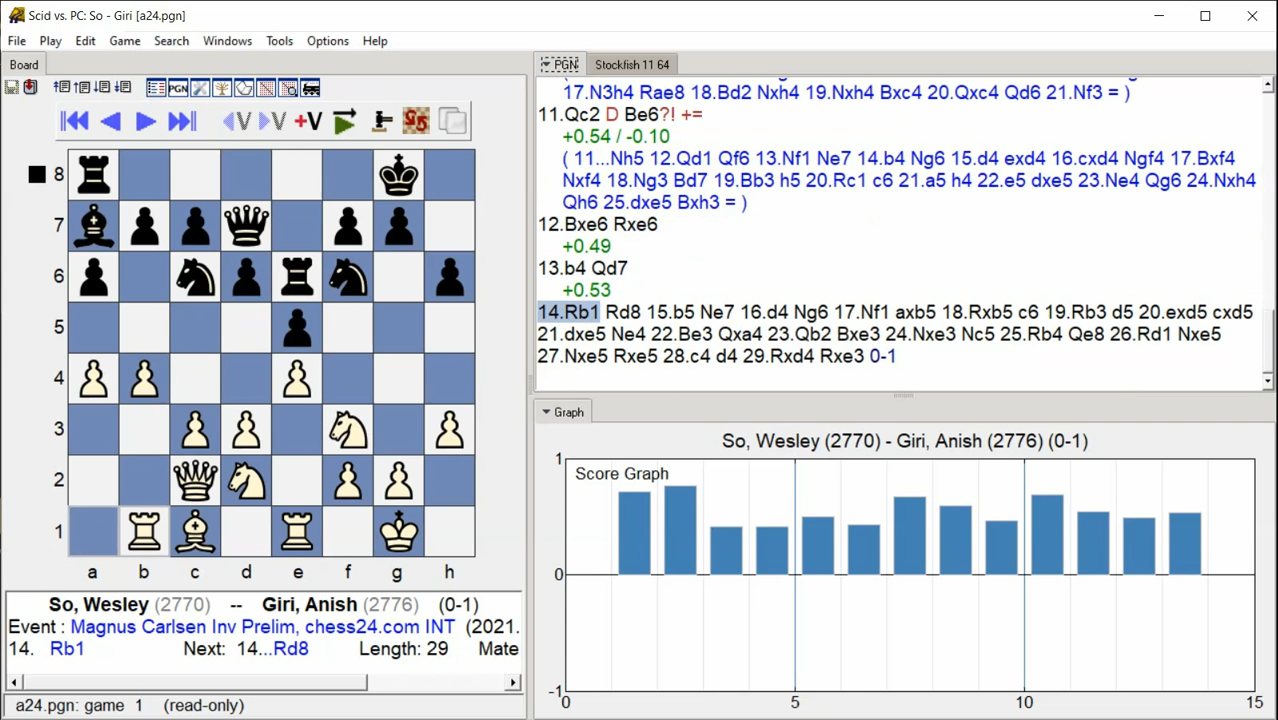 Scid vs. PC: So - Giri [a24.pgn]
File Play Edit Game Search Windows Tools Options Help
Board
PGN
V V +V
8
7
6
5
4
3
2
1
a b c d e f g h
So, Wesley (2770) -- Giri, Anish (2776) (0-1)
Event : Magnus Carlsen Inv Prelim, chess24.com INT (2021.
14. Rb1 Next: 14...Rd8 Length: 29 Mate
a24.pgn: game 1 (read-only)
PGN Stockfish 11 64
17.N3h4 Rae8 18.Bd2 Nxh4 19.Nxh4 Bxc4 20.Qxc4 Qd6 21.Nf3 = )
11.Qc2 D Be6?! +=
+0.54 / -0.10
( 11...Nh5 12.Qd1 Qf6 13.Nf1 Ne7 14.b4 Ng6 15.d4 exd4 16.cxd4 Ngf4 17.Bxf4
Nxf4 18.Ng3 Bd7 19.Bb3 h5 20.Rc1 c6 21.a5 h4 22.e5 dxe5 23.Ne4 Qg6 24.Nxh4
Qh6 25.dxe5 Bxh3 = )
12.Bxe6 Rxe6
+0.49
13.b4 Qd7
+0.53
14.Rb1 Rd8 15.b5 Ne7 16.d4 Ng6 17.Nf1 axb5 18.Rxb5 c6 19.Rb3 d5 20.exd5 cxd5
21.dxe5 Ne4 22.Be3 Qxa4 23.Qb2 Bxe3 24.Nxe3 Nc5 25.Rb4 Qe8 26.Rd1 Nxe5
27.Nxe5 Rxe5 28.c4 d4 29.Rxd4 Rxe3 0-1
Graph
So, Wesley (2770) - Giri, Anish (2776) (0-1)
Score Graph
1
0
-1
0 5 10 15